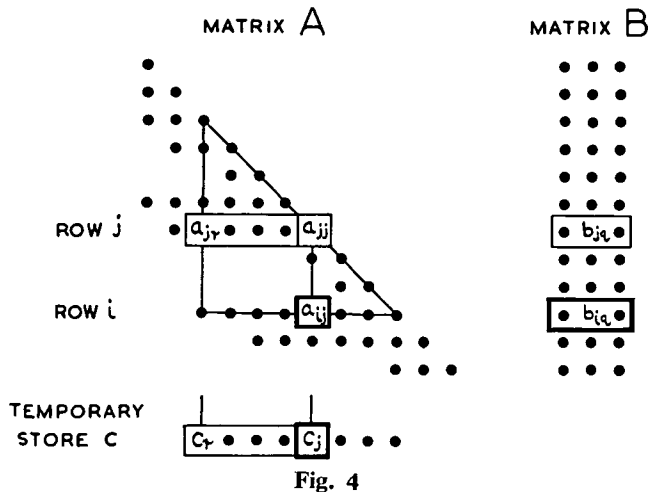 MATRIX A
MATRIX B
ROW j
a_jr
a_jj
b_jq
ROW i
a_ij
b_iq
TEMPORARY
STORE C
C_r
C_j
Fig. 4